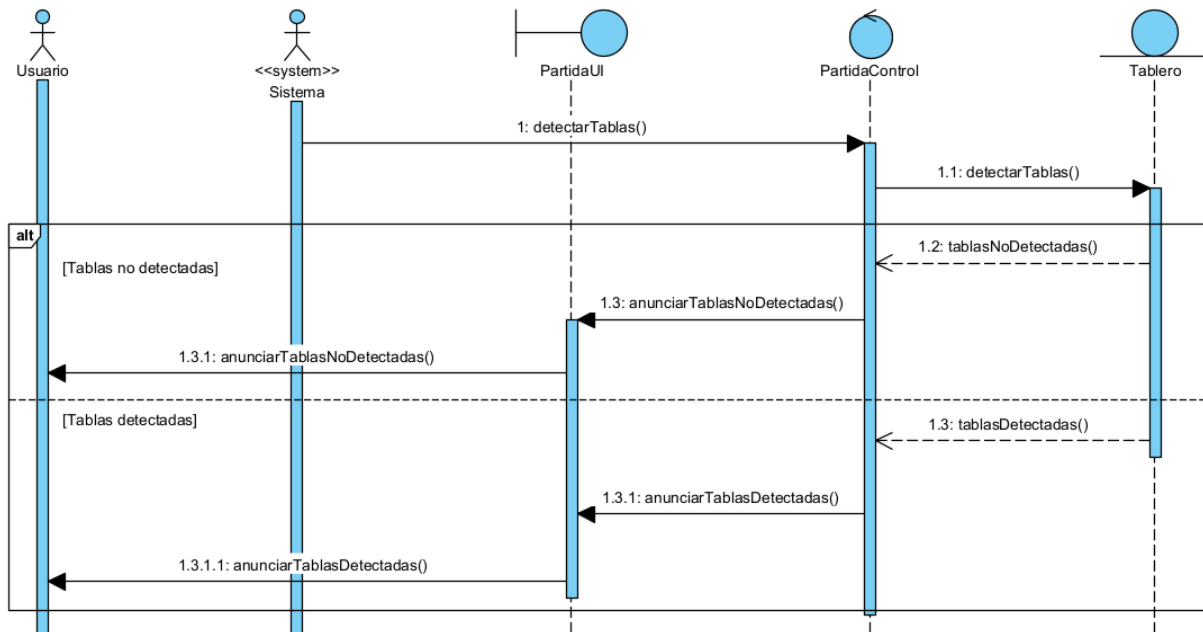 Usuario
<<system>>
Sistema
PartidaUI
PartidaControl
Tablero
1: detectarTablas()
1.1: detectarTablas()
alt
1.2: tablasNoDetectadas()
[Tablas no detectadas]
1.3: anunciarTablasNoDetectadas()
1.3.1: anunciarTablasNoDetectadas()
[Tablas detectadas]
1.3: tablasDetectadas()
1.3.1: anunciarTablasDetectadas()
1.3.1.1: anunciarTablasDetectadas()